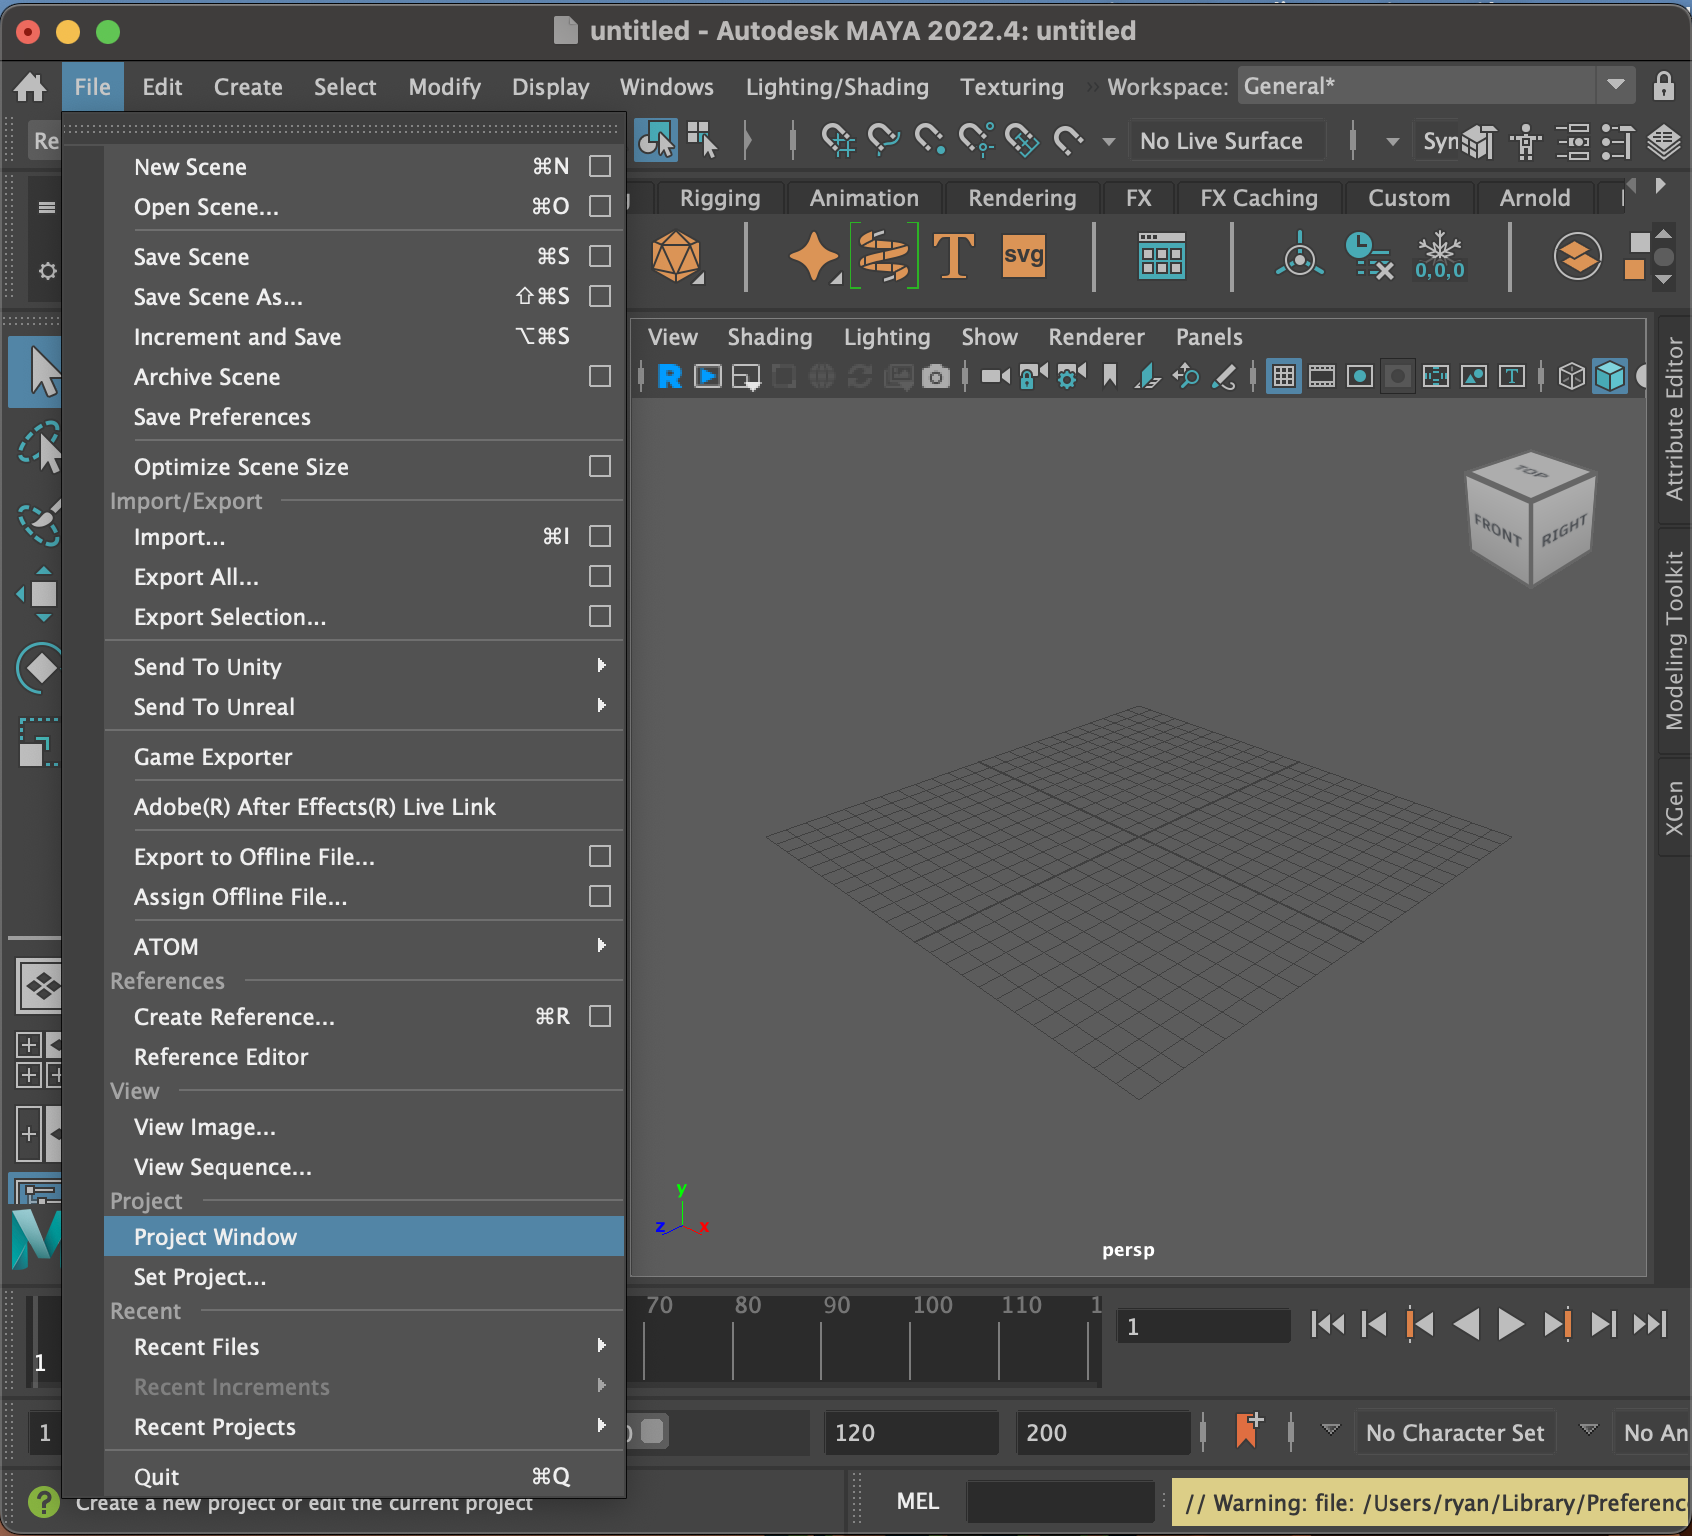 untitled - Autodesk MAYA 2022.4: untitled
File Edit Create Select Modify Display Windows Lighting/Shading Texturing » Workspace: General*
No Live Surface
Rigging Animation Rendering FX FX Caching Custom Arnold
T svg 0,0,0
New Scene ⌘N
Open Scene... ⌘O
Save Scene ⌘S
Save Scene As... ⇧⌘S
Increment and Save ⌥⌘S
Archive Scene
Save Preferences
Optimize Scene Size
Import/Export
Import... ⌘I
Export All...
Export Selection...
Send To Unity
Send To Unreal
Game Exporter
Adobe(R) After Effects(R) Live Link
Export to Offline File...
Assign Offline File...
ATOM
References
Create Reference... ⌘R
Reference Editor
View
View Image...
View Sequence...
Project
Project Window
Set Project...
Recent
Recent Files
Recent Increments
Recent Projects
Quit ⌘Q
View Shading Lighting Show Renderer Panels
R T
TOP
FRONT RIGHT
Attribute Editor
Modeling Toolkit
XGen
y
z x
persp
70 80 90 100 110 1
1
1
1 120 200 No Character Set No An
? Create a new project or edit the current project
MEL // Warning: file: /Users/ryan/Library/Preferenc